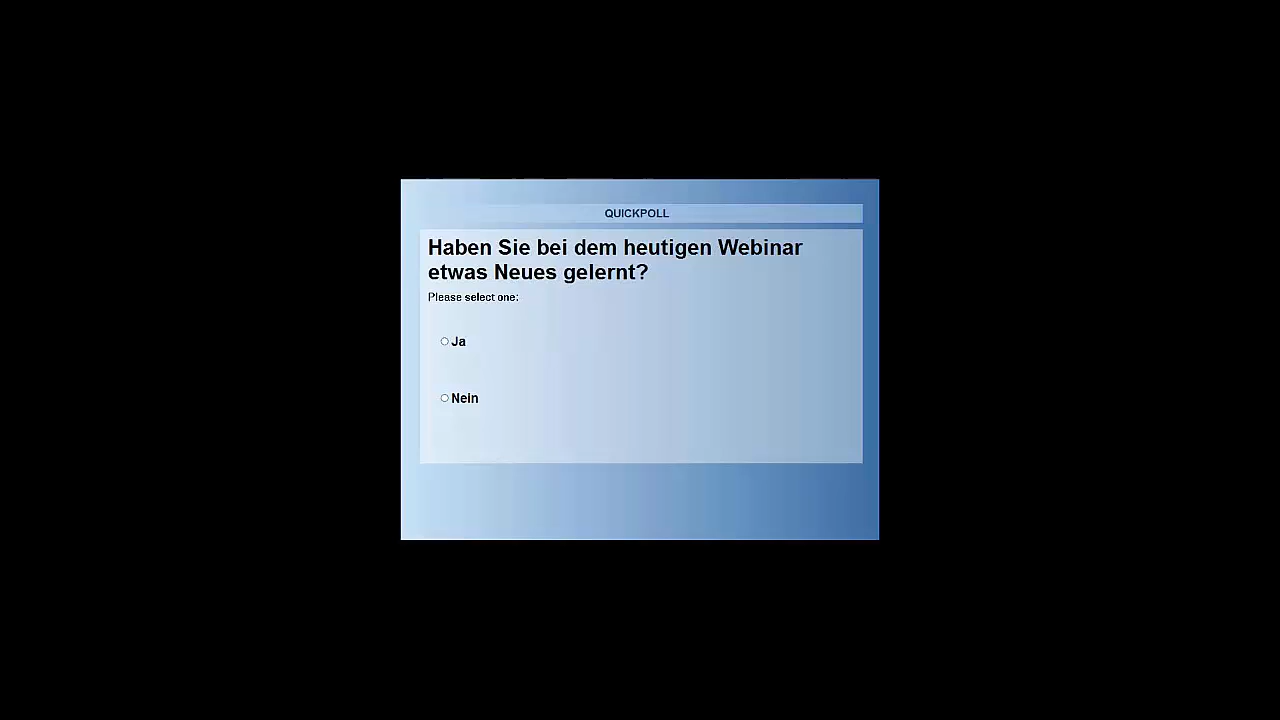 QUICKPOLL
Haben Sie bei dem heutigen Webinar
etwas Neues gelernt?
Please select one:
Ja
Nein